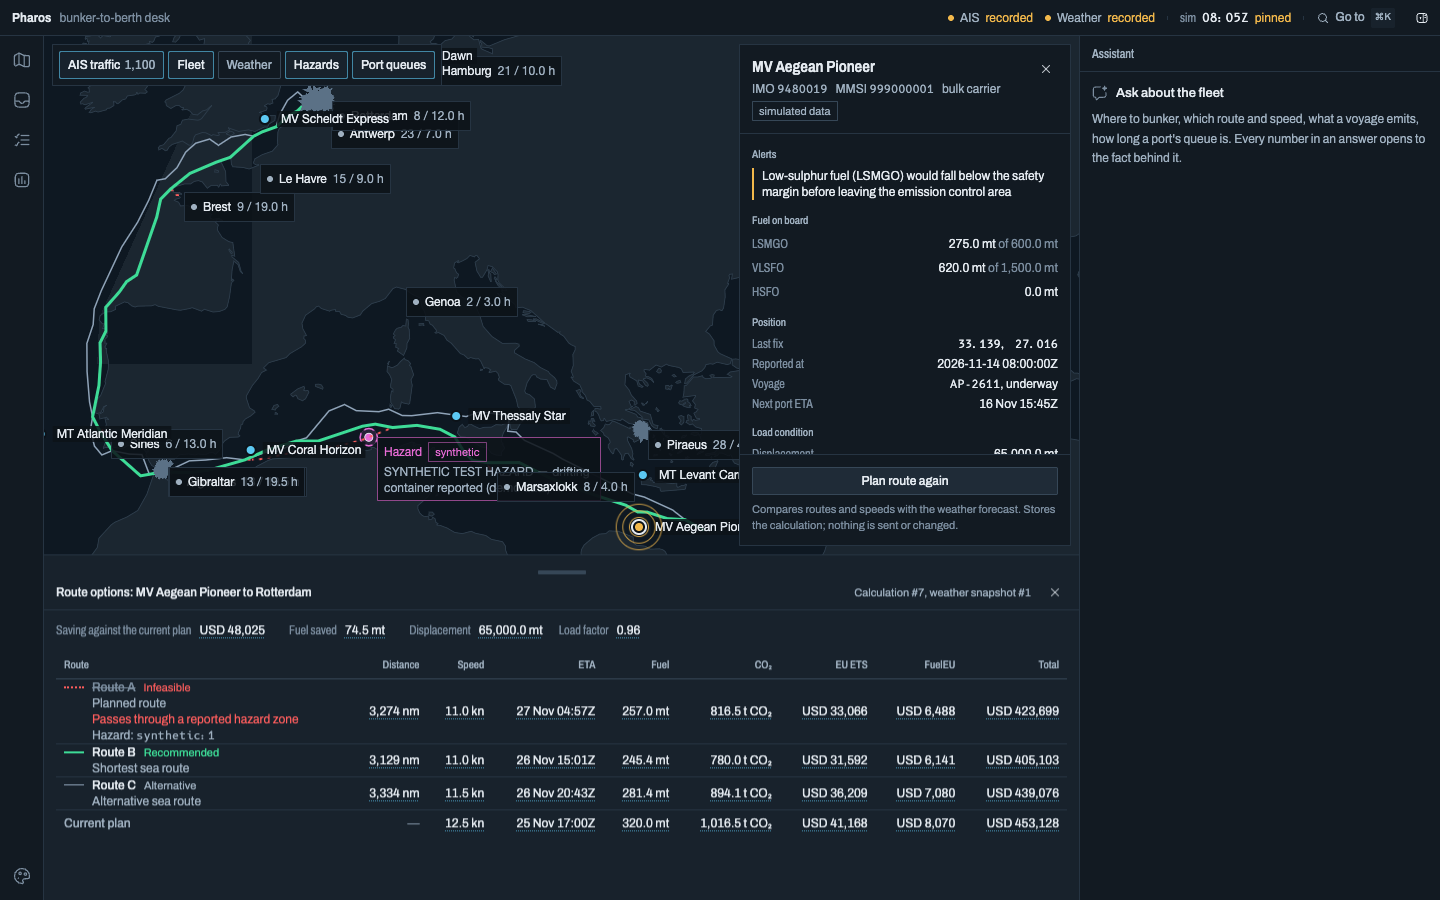 Pharos bunker-to-berth desk
AIS recorded Weather recorded sim 08:05Z pinned Go to ⌘K
AIS traffic 1,100 Fleet Weather Hazards Port queues
Dawn
Hamburg 21 / 10.0 h
MV Scheldt Express
am 8 / 12.0 h
Antwerp 23 / 7.0 h
Le Havre 15 / 9.0 h
Brest 9 / 19.0 h
Genoa 2 / 3.0 h
MV Thessaly Star
MT Atlantic Meridian
Sines 6 / 13.0 h
MV Coral Horizon
Gibraltar 13 / 19.5 h
Hazard synthetic
SYNTHETIC TEST HAZARD — drifting
container reported (d
Marsaxlokk 8 / 4.0 h
Piraeus 28 / 4
MT Levant Carr
MV Aegean Pion
MV Aegean Pioneer
IMO 9480019 MMSI 999000001 bulk carrier
simulated data
Alerts
Low-sulphur fuel (LSMGO) would fall below the safety
margin before leaving the emission control area
Fuel on board
LSMGO 275.0 mt of 600.0 mt
VLSFO 620.0 mt of 1,500.0 mt
HSFO 0.0 mt
Position
Last fix 33.139, 27.016
Reported at 2026-11-14 08:00:00Z
Voyage AP-2611, underway
Next port ETA 16 Nov 15:45Z
Load condition
Displacement 65,000.0 mt
Plan route again
Compares routes and speeds with the weather forecast. Stores
the calculation; nothing is sent or changed.
Assistant
Ask about the fleet
Where to bunker, which route and speed, what a voyage emits,
how long a port's queue is. Every number in an answer opens to
the fact behind it.
Route options: MV Aegean Pioneer to Rotterdam
Calculation #7, weather snapshot #1
Saving against the current plan USD 48,025 Fuel saved 74.5 mt Displacement 65,000.0 mt Load factor 0.96
Route Distance Speed ETA Fuel CO₂ EU ETS FuelEU Total
Route A Infeasible
Planned route
Passes through a reported hazard zone
Hazard: synthetic:1
3,274 nm 11.0 kn 27 Nov 04:57Z 257.0 mt 816.5 t CO₂ USD 33,066 USD 6,488 USD 423,699
Route B Recommended
Shortest sea route
3,129 nm 11.0 kn 26 Nov 15:01Z 245.4 mt 780.0 t CO₂ USD 31,592 USD 6,141 USD 405,103
Route C Alternative
Alternative sea route
3,334 nm 11.5 kn 26 Nov 20:43Z 281.4 mt 894.1 t CO₂ USD 36,209 USD 7,080 USD 439,076
Current plan — 12.5 kn 25 Nov 17:00Z 320.0 mt 1,016.5 t CO₂ USD 41,168 USD 8,070 USD 453,128